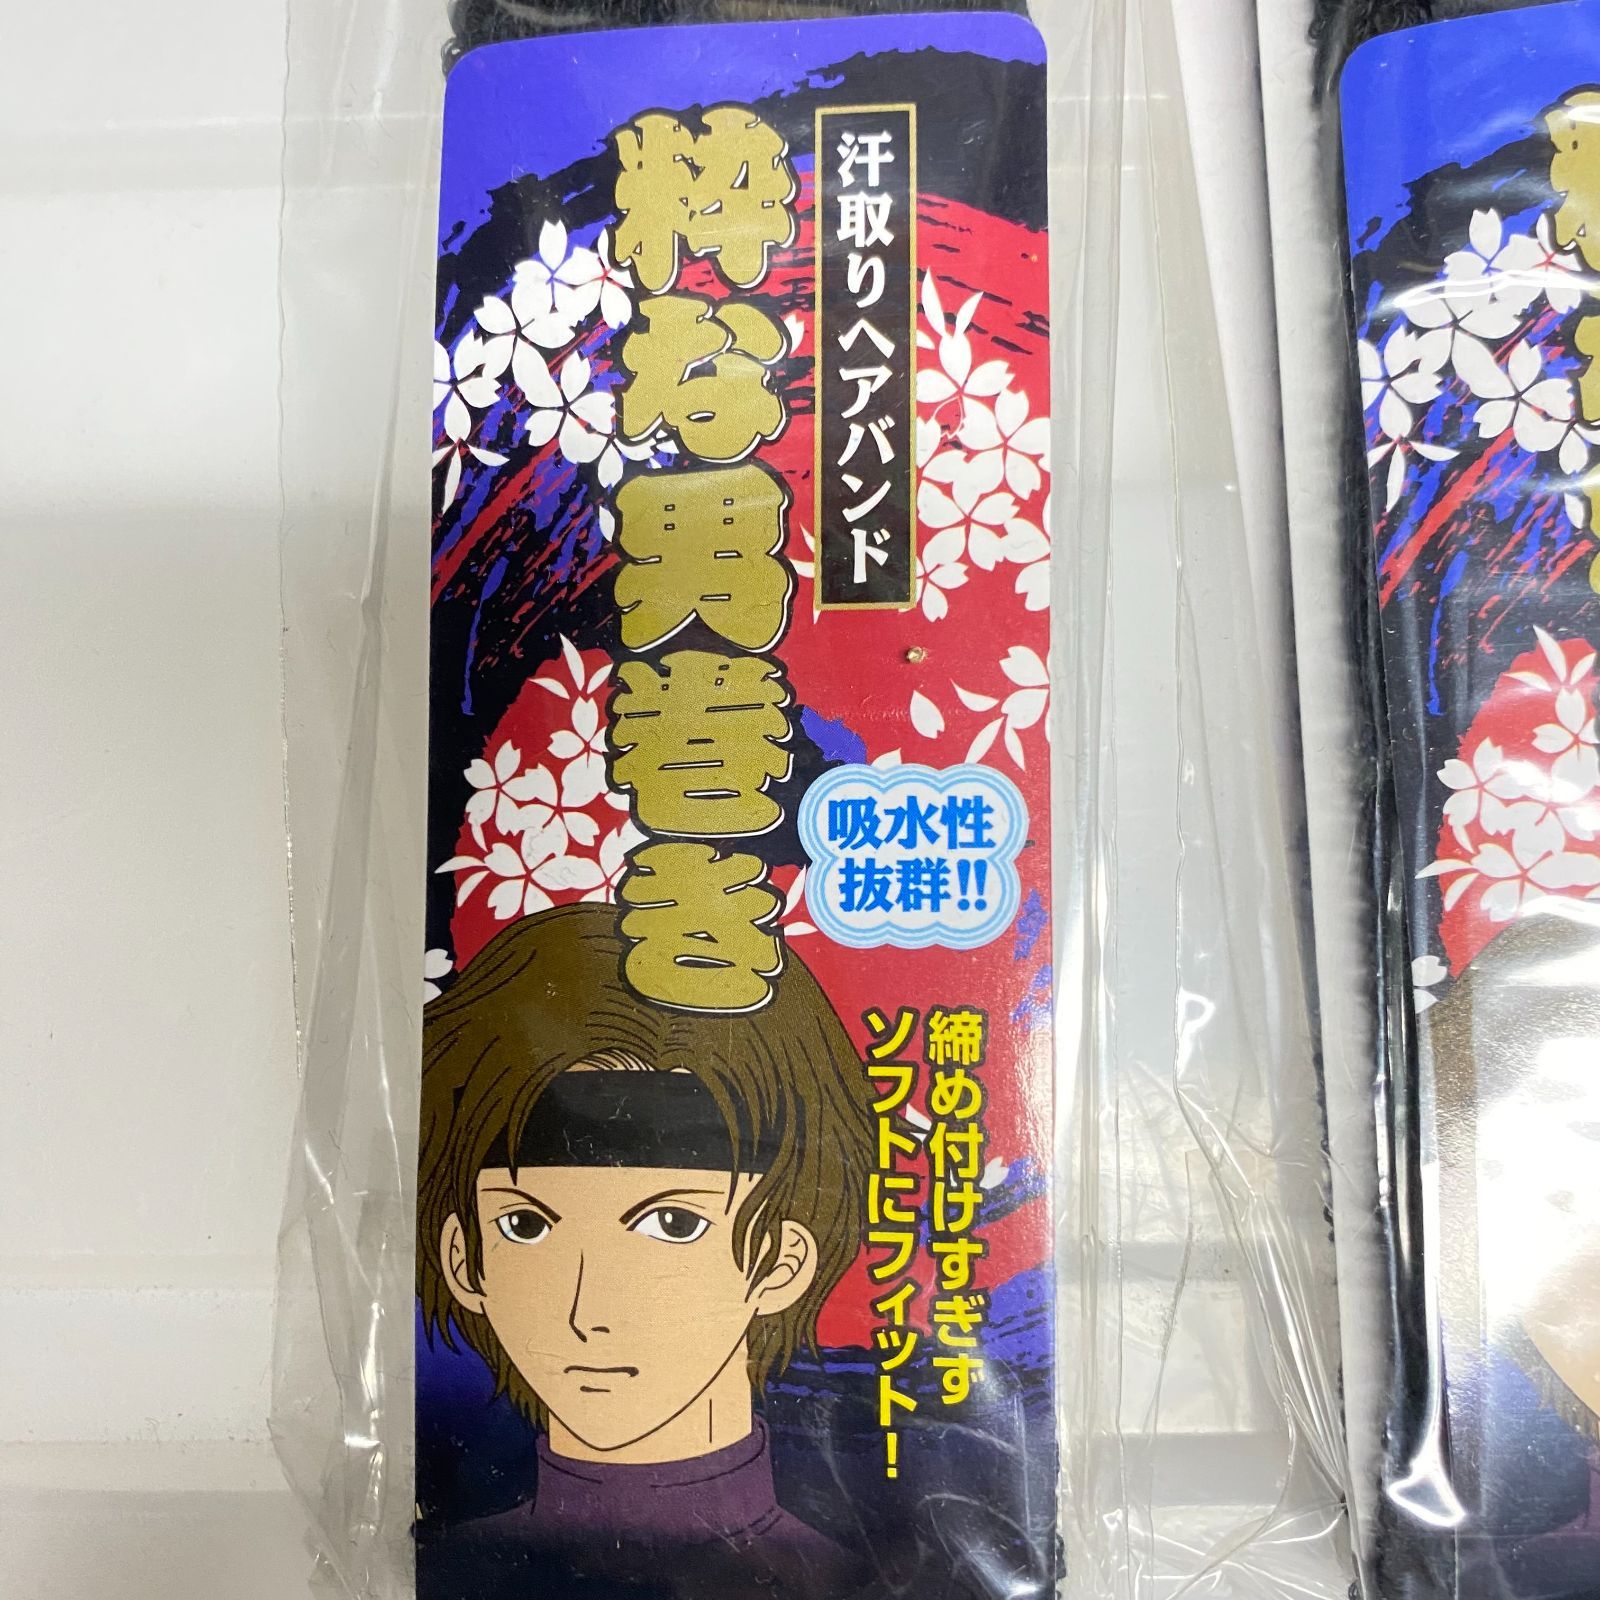 汗取りヘアバンド
粋な男巻き
吸水性
抜群!!
締め付けすぎず
ソフトにフィット!